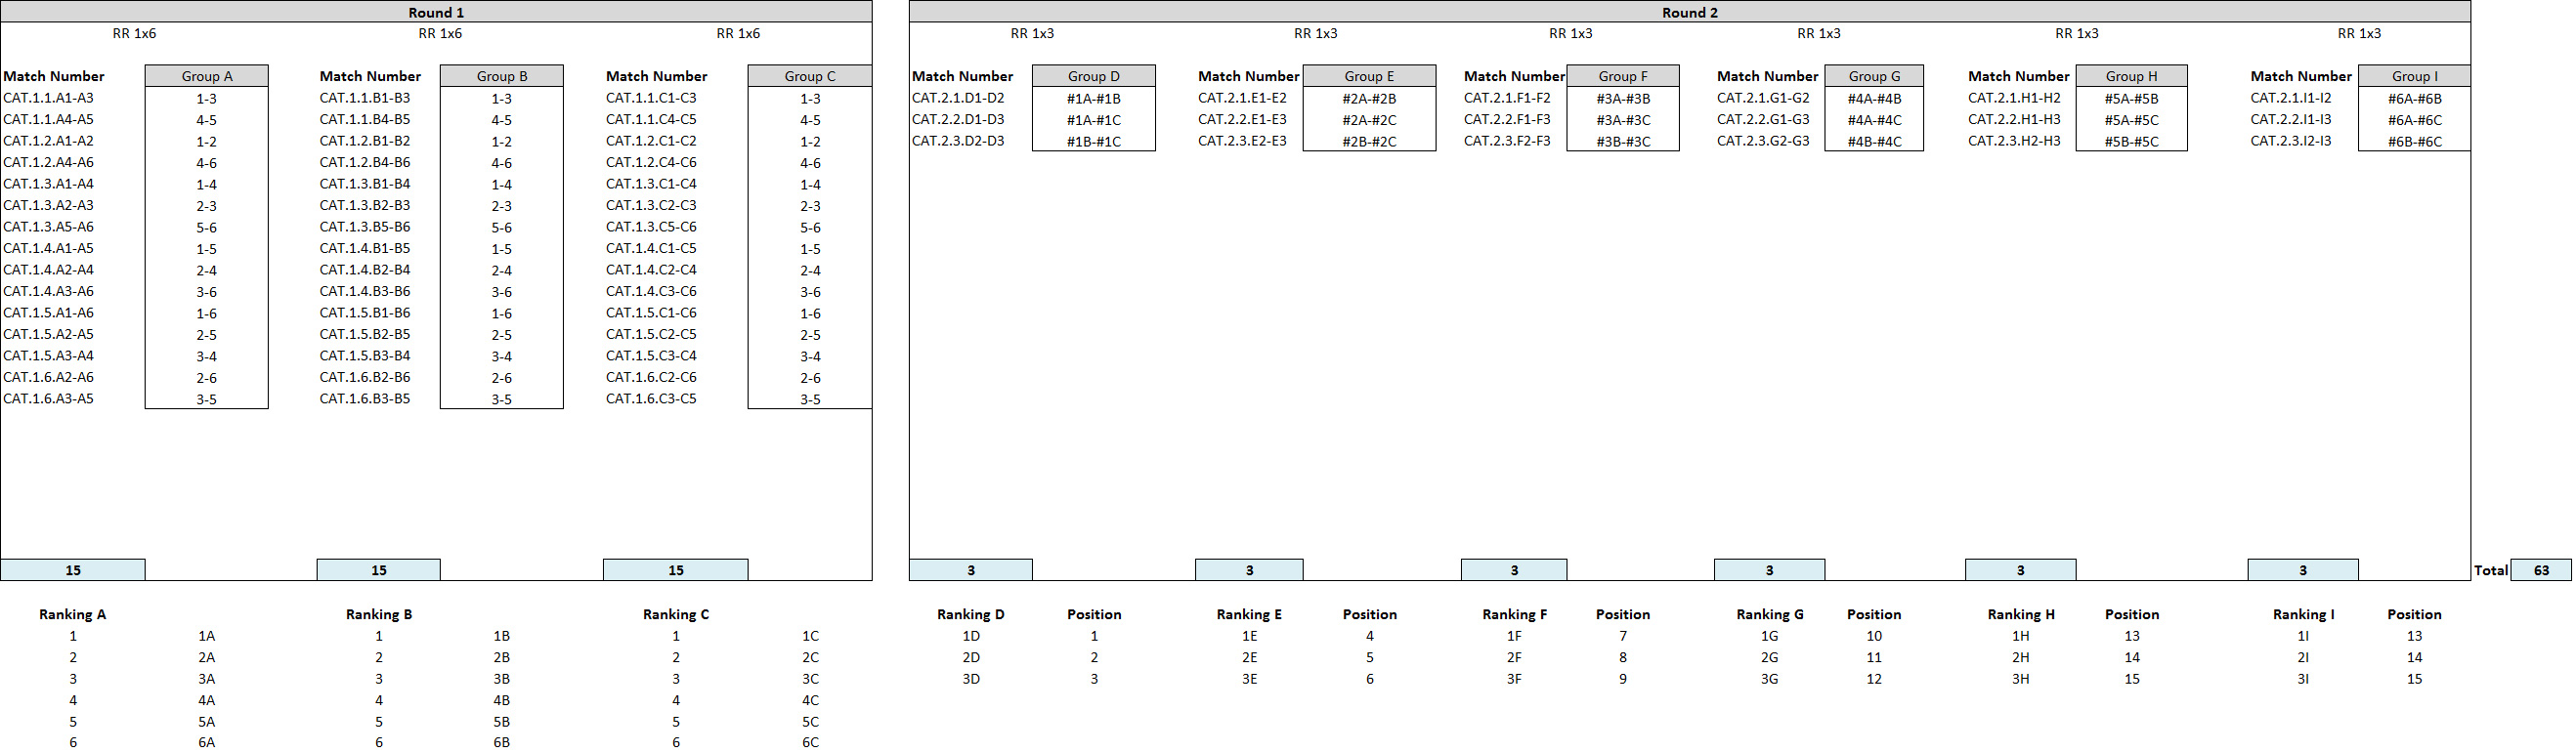 Round 1 Round 2
RR 1x6 RR 1x6 RR 1x6 RR 1x3 RR 1x3 RR 1x3 RR 1x3 RR 1x3 RR 1x3
Match Number Group A Match Number Group B Match Number Group C Match Number Group D Match Number Group E Match Number Group F Match Number Group G Match Number Group H Match Number Group I
CAT.1.1.A1-A3 1-3 CAT.1.1.B1-B3 1-3 CAT.1.1.C1-C3 1-3 CAT.2.1.D1-D2 #1A-#1B CAT.2.1.E1-E2 #2A-#2B CAT.2.1.F1-F2 #3A-#3B CAT.2.1.G1-G2 #4A-#4B CAT.2.1.H1-H2 #5A-#5B CAT.2.1.I1-I2 #6A-#6B
CAT.1.1.A4-A5 4-5 CAT.1.1.B4-B5 4-5 CAT.1.1.C4-C5 4-5 CAT.2.2.D1-D3 #1A-#1C CAT.2.2.E1-E3 #2A-#2C CAT.2.2.F1-F3 #3A-#3C CAT.2.2.G1-G3 #4A-#4C CAT.2.2.H1-H3 #5A-#5C CAT.2.2.I1-I3 #6A-#6C
CAT.1.2.A1-A2 1-2 CAT.1.2.B1-B2 1-2 CAT.1.2.C1-C2 1-2 CAT.2.3.D2-D3 #1B-#1C CAT.2.3.E2-E3 #2B-#2C CAT.2.3.F2-F3 #3B-#3C CAT.2.3.G2-G3 #4B-#4C CAT.2.3.H2-H3 #5B-#5C CAT.2.3.I2-I3 #6B-#6C
CAT.1.2.A4-A6 4-6 CAT.1.2.B4-B6 4-6 CAT.1.2.C4-C6 4-6
CAT.1.3.A1-A4 1-4 CAT.1.3.B1-B4 1-4 CAT.1.3.C1-C4 1-4
CAT.1.3.A2-A3 2-3 CAT.1.3.B2-B3 2-3 CAT.1.3.C2-C3 2-3
CAT.1.3.A5-A6 5-6 CAT.1.3.B5-B6 5-6 CAT.1.3.C5-C6 5-6
CAT.1.4.A1-A5 1-5 CAT.1.4.B1-B5 1-5 CAT.1.4.C1-C5 1-5
CAT.1.4.A2-A4 2-4 CAT.1.4.B2-B4 2-4 CAT.1.4.C2-C4 2-4
CAT.1.4.A3-A6 3-6 CAT.1.4.B3-B6 3-6 CAT.1.4.C3-C6 3-6
CAT.1.5.A1-A6 1-6 CAT.1.5.B1-B6 1-6 CAT.1.5.C1-C6 1-6
CAT.1.5.A2-A5 2-5 CAT.1.5.B2-B5 2-5 CAT.1.5.C2-C5 2-5
CAT.1.5.A3-A4 3-4 CAT.1.5.B3-B4 3-4 CAT.1.5.C3-C4 3-4
CAT.1.6.A2-A6 2-6 CAT.1.6.B2-B6 2-6 CAT.1.6.C2-C6 2-6
CAT.1.6.A3-A5 3-5 CAT.1.6.B3-B5 3-5 CAT.1.6.C3-C5 3-5
15 15 15 3 3 3 3 3 3 Total 63
Ranking A Ranking B Ranking C Ranking D Position Ranking E Position Ranking F Position Ranking G Position Ranking H Position Ranking I Position
1 1A 1 1B 1 1C 1D 1 1E 4 1F 7 1G 10 1H 13 1I 13
2 2A 2 2B 2 2C 2D 2 2E 5 2F 8 2G 11 2H 14 2I 14
3 3A 3 3B 3 3C 3D 3 3E 6 3F 9 3G 12 3H 15 3I 15
4 4A 4 4B 4 4C
5 5A 5 5B 5 5C
6 6A 6 6B 6 6C